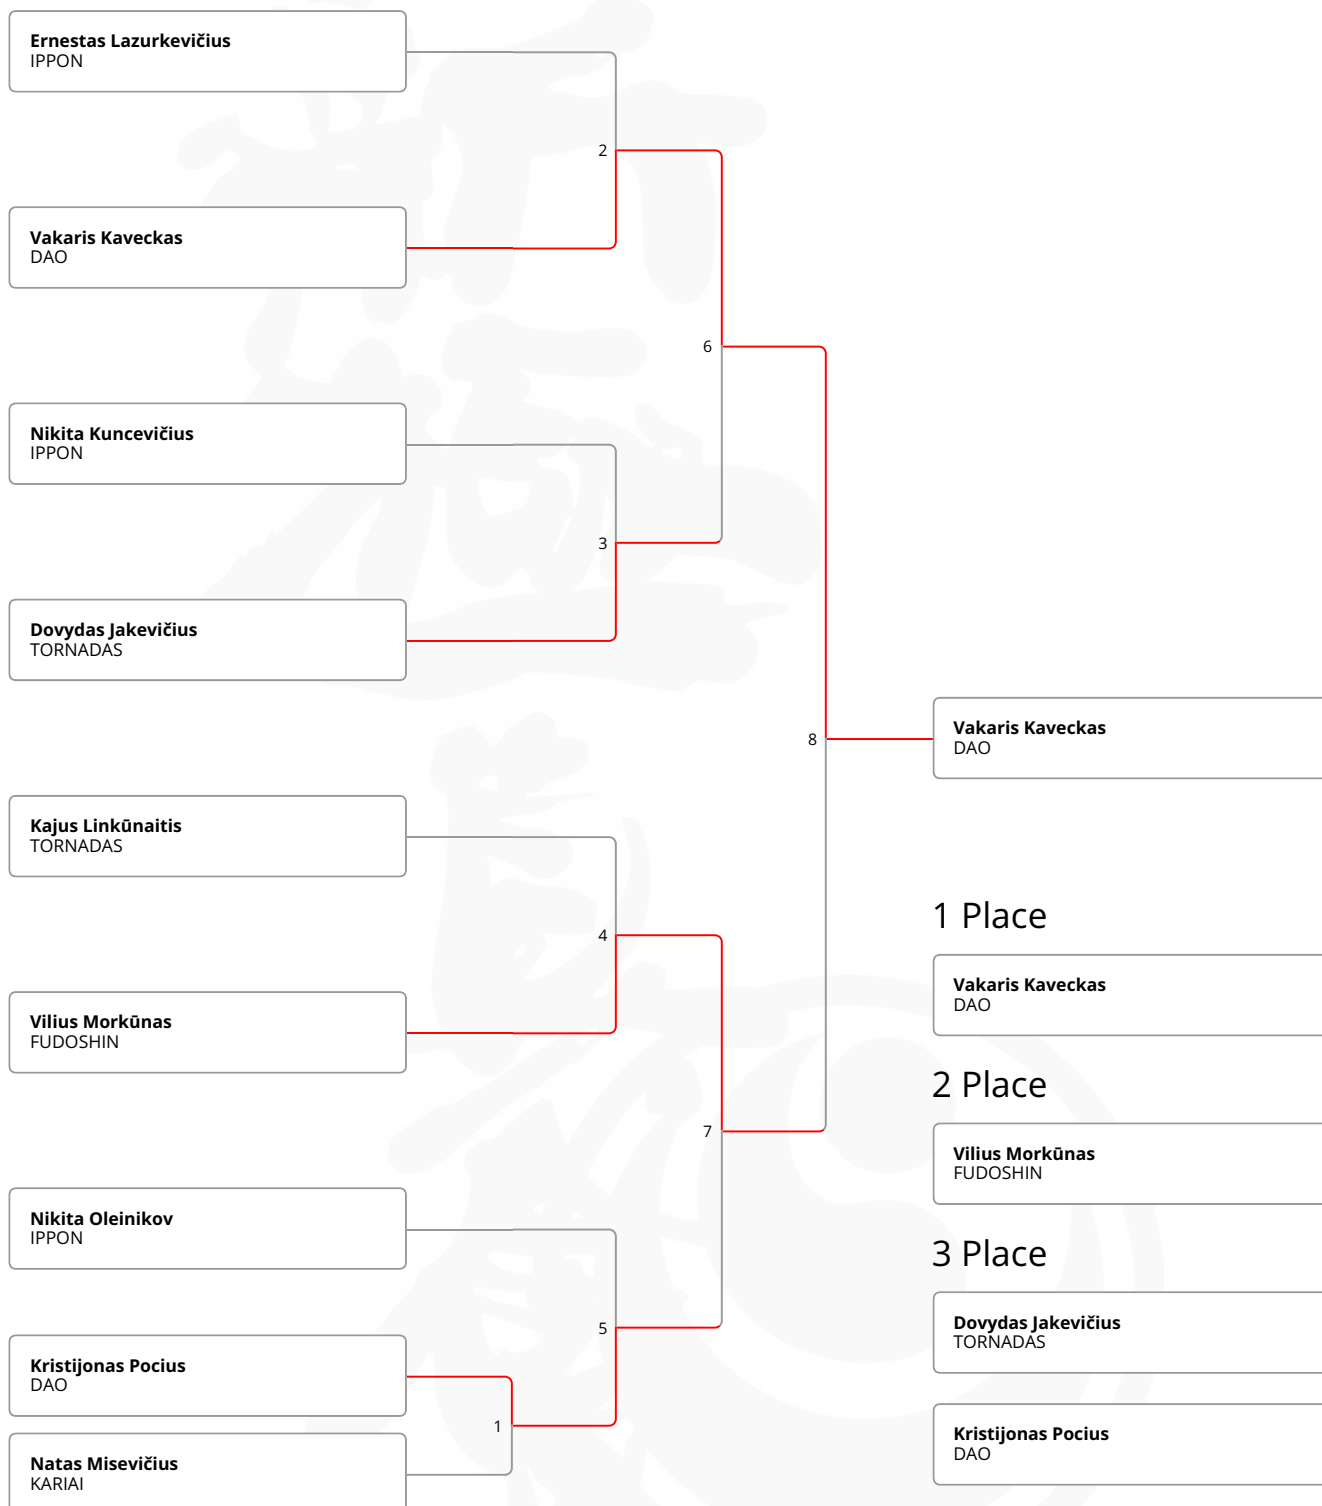 Ernestas Lazurkevičius
IPPON
2
Vakaris Kaveckas
DAO
6
Nikita Kuncevičius
IPPON
3
Dovydas Jakevičius
TORNADAS
Vakaris Kaveckas
DAO
8
Kajus Linkūnaitis
TORNADAS
1 Place
4
Vakaris Kaveckas
DAO
Vilius Morkūnas
FUDOSHIN
2 Place
7
Vilius Morkūnas
FUDOSHIN
Nikita Oleinikov
IPPON
3 Place
5
Dovydas Jakevičius
TORNADAS
Kristijonas Pocius
DAO
1
Kristijonas Pocius
DAO
Natas Misevičius
KARIAI